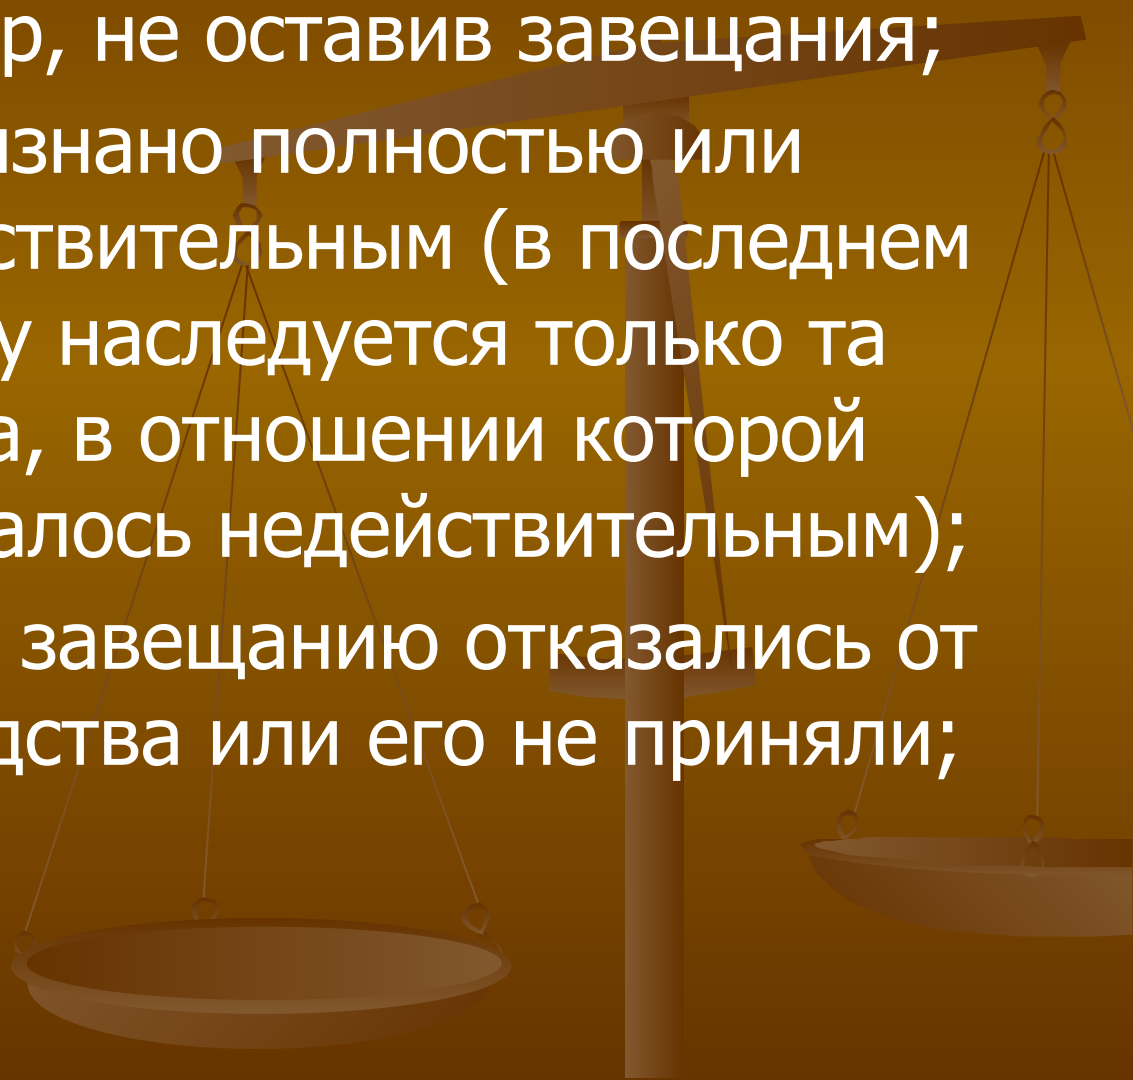 р, не оставив завещания;
изнано полностью или
ствительным (в последнем
у наследуется только та
а, в отношении которой
алось недействительным);
завещанию отказались от
дства или его не приняли;